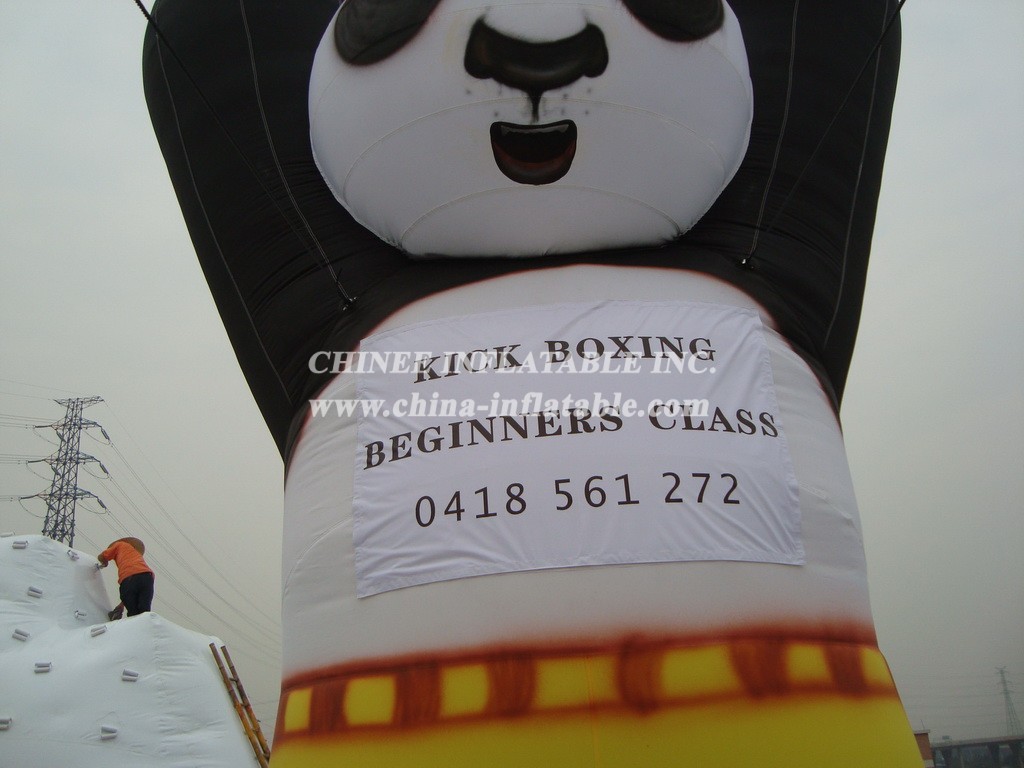 KICK BOXING
CHINEE INFLATABLE INC.
www.china-inflatable.com
BEGINNERS CLASS
0418 561 272